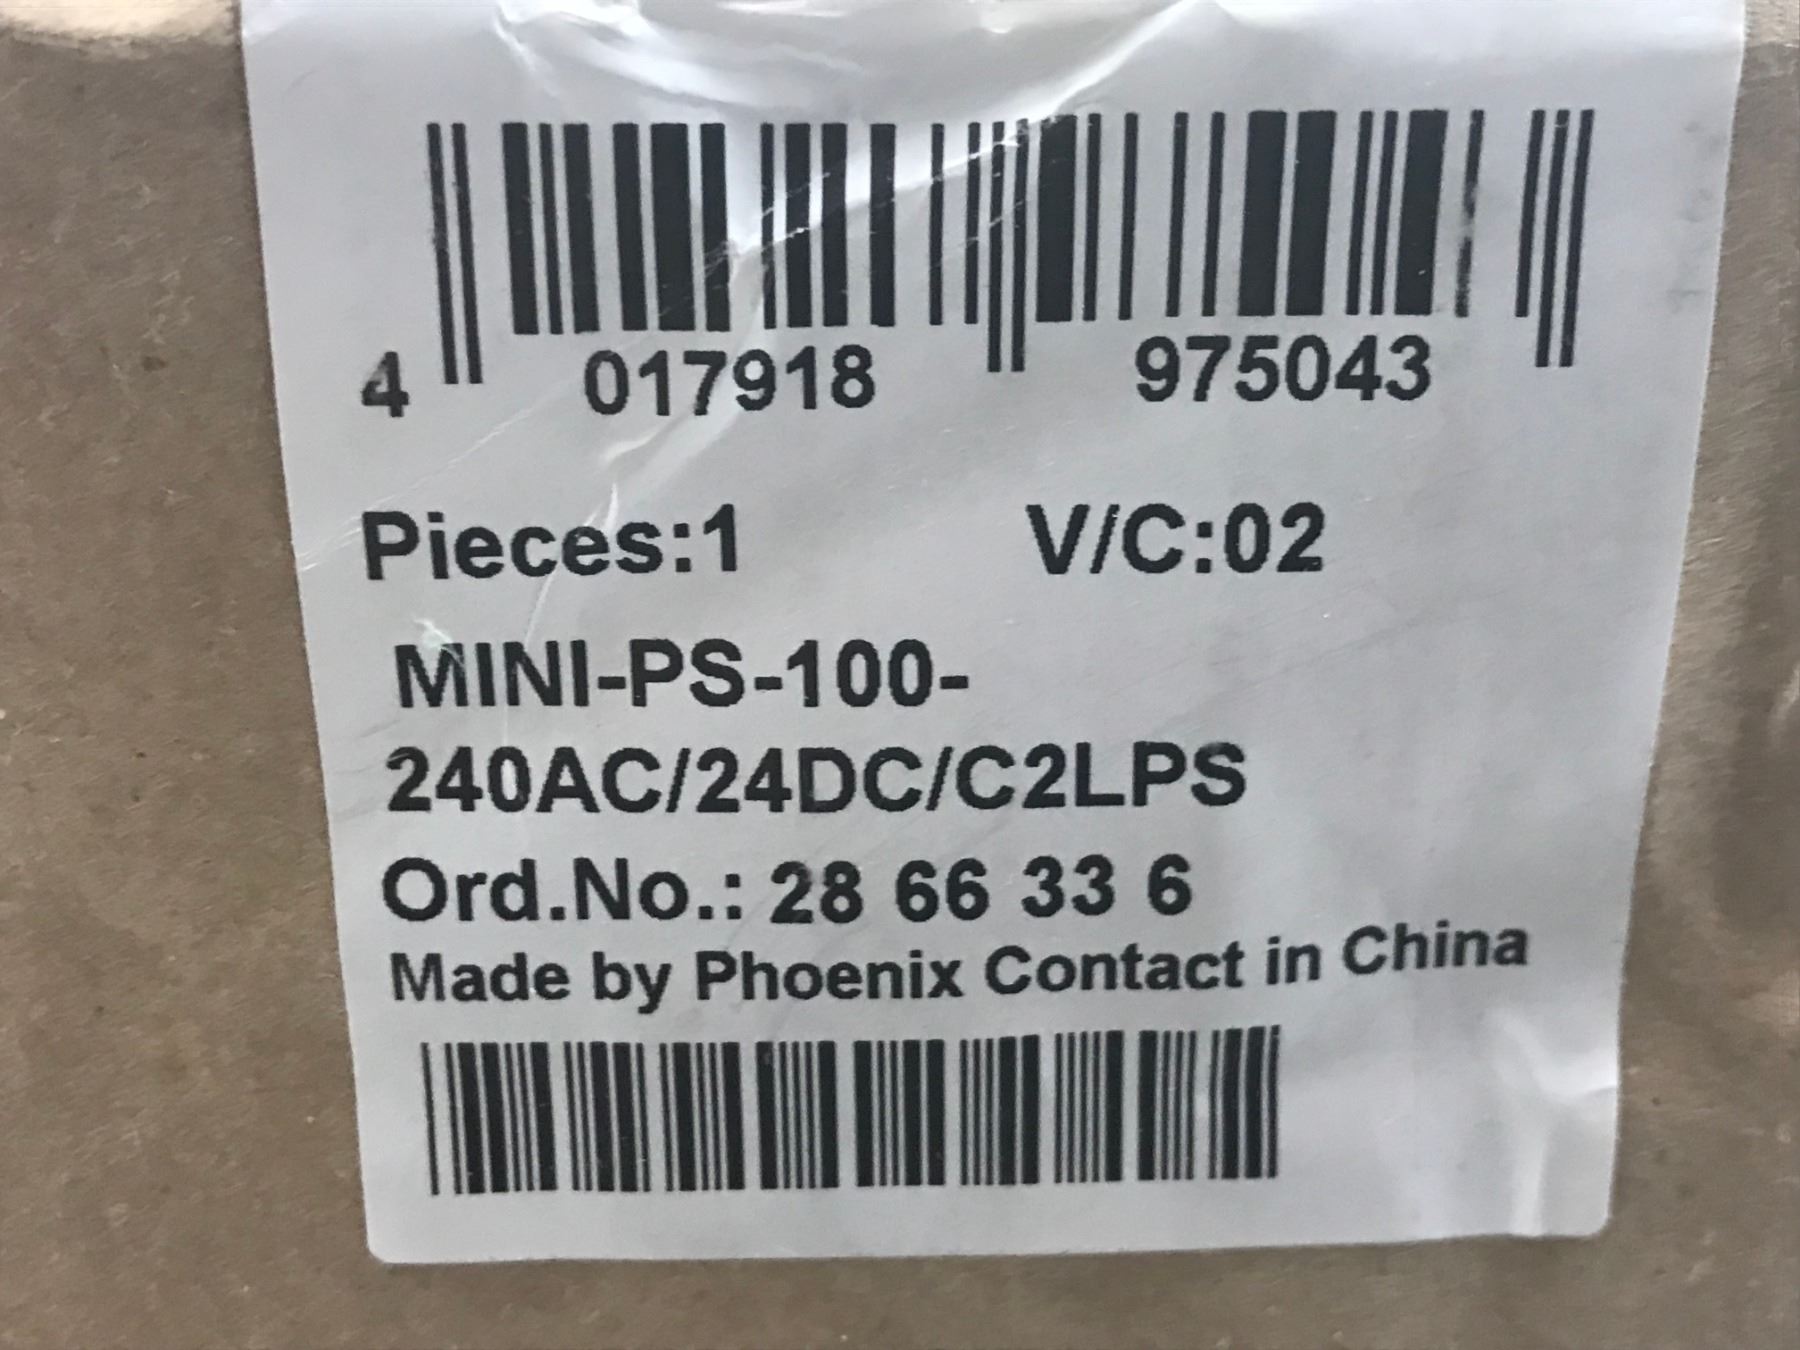 4 017918 975043
Pieces:1 V/C:02
MINI-PS-100-
240AC/24DC/C2LPS
Ord.No.: 28 66 33 6
Made by Phoenix Contact in China